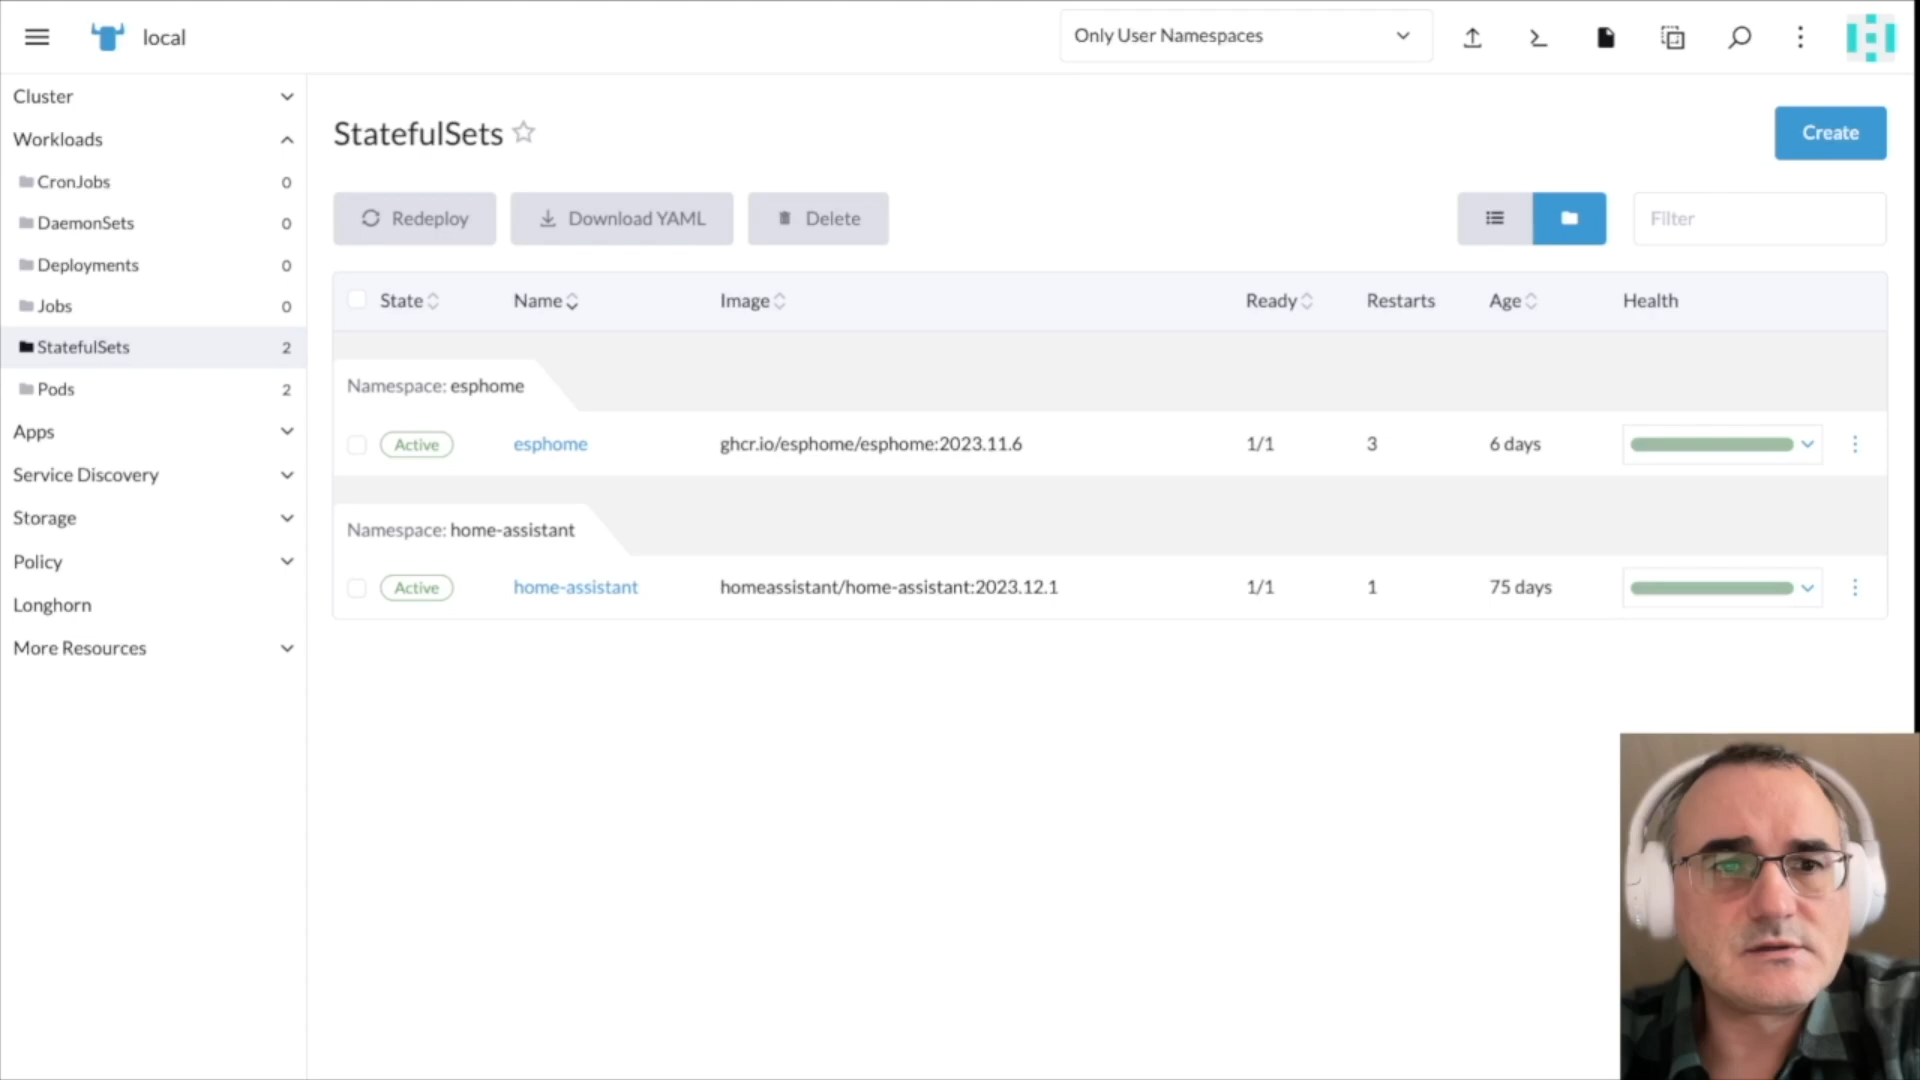 local
Only User Namespaces
Cluster
Workloads
CronJobs 0
DaemonSets 0
Deployments 0
Jobs 0
StatefulSets 2
Pods 2
Apps
Service Discovery
Storage
Policy
Longhorn
More Resources
StatefulSets
Create
Redeploy Download YAML Delete
Filter
State Name Image Ready Restarts Age Health
Namespace: esphome
Active esphome ghcr.io/esphome/esphome:2023.11.6 1/1 3 6 days
Namespace: home-assistant
Active home-assistant homeassistant/home-assistant:2023.12.1 1/1 1 75 days